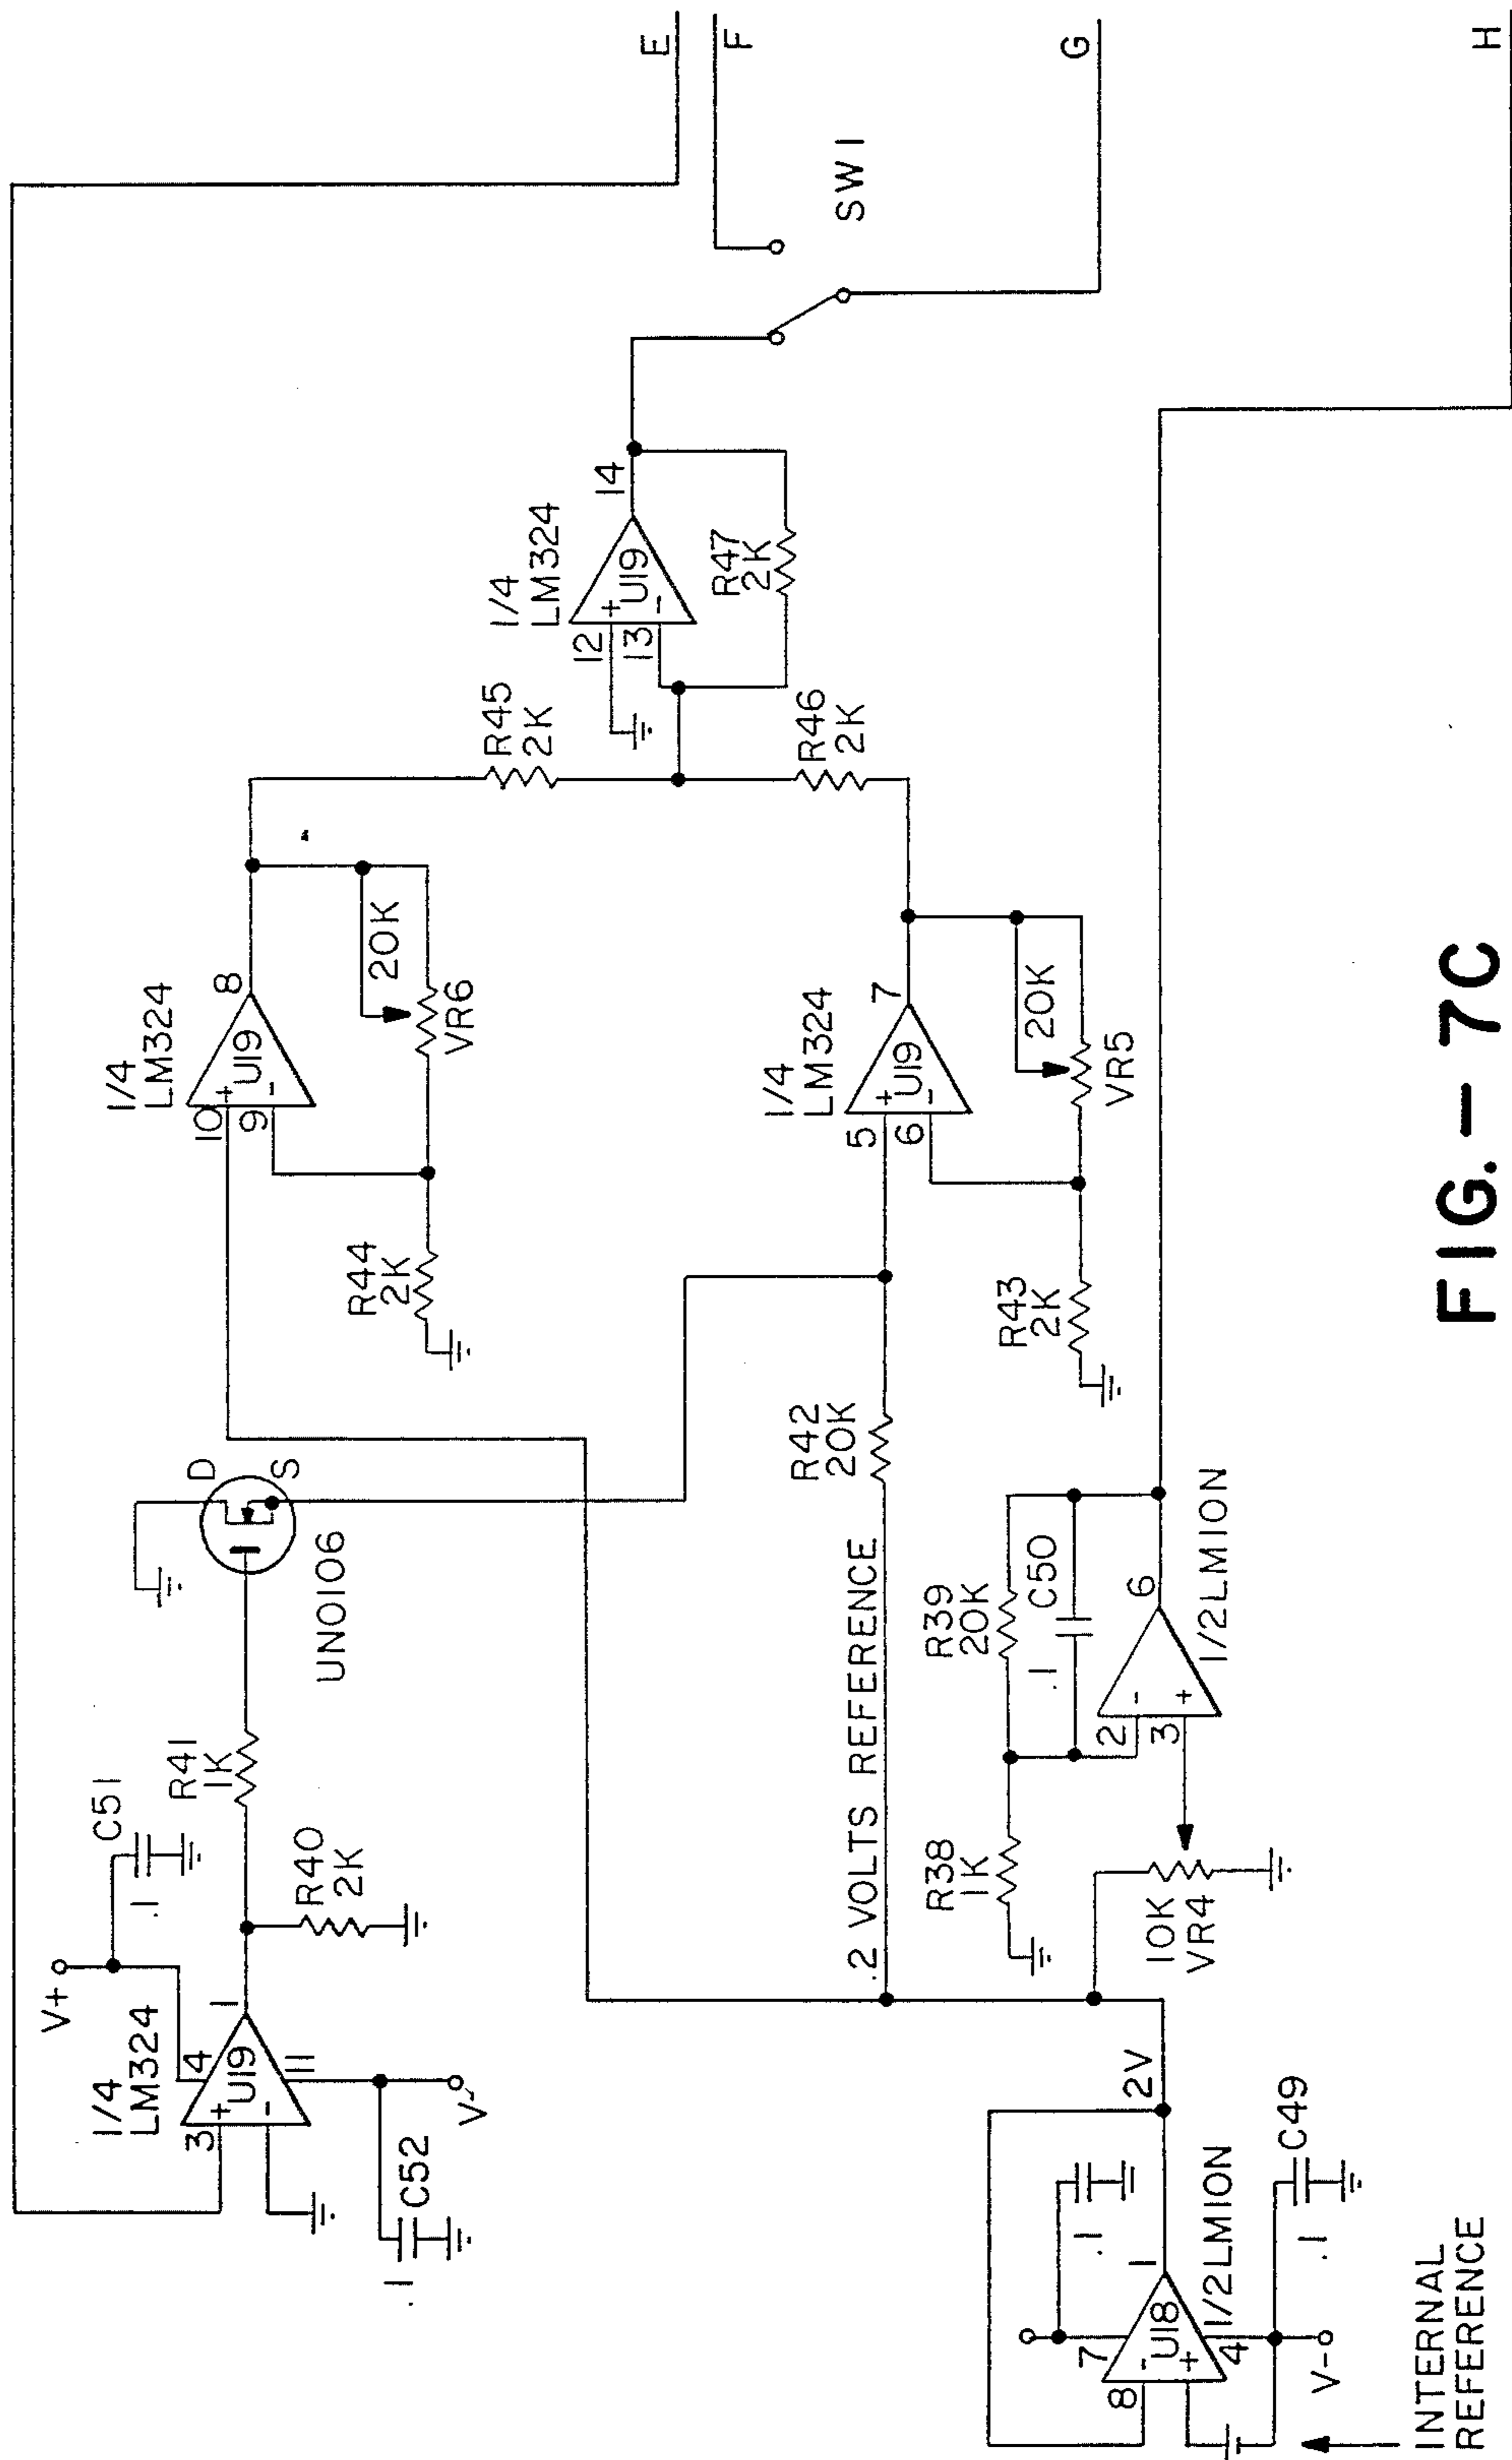 E
F
SW1
G
H
V+
C51
.1
1/4
LM324
3
+
-
U19
4
1
11
V-
C52
.1
R40
2K
R41
1K
UN0106
D
S
1/4
LM324
10
9
+
-
U19
8
20K
VR6
R44
2K
R45
2K
1/4
LM324
12
13
+
-
U19
14
R47
2K
R46
2K
1/4
LM324
5
6
+
-
U19
7
20K
VR5
R43
2K
R42
20K
.2 VOLTS REFERENCE
R39
20K
C50
.1
R38
1K
2
3
-
+
6
1/2LM10N
10K
VR4
2V
.1
7
8
-
+
U18
1
4
1/2LM10N
C49
.1
V-
INTERNAL
REFERENCE
FIG.-7C